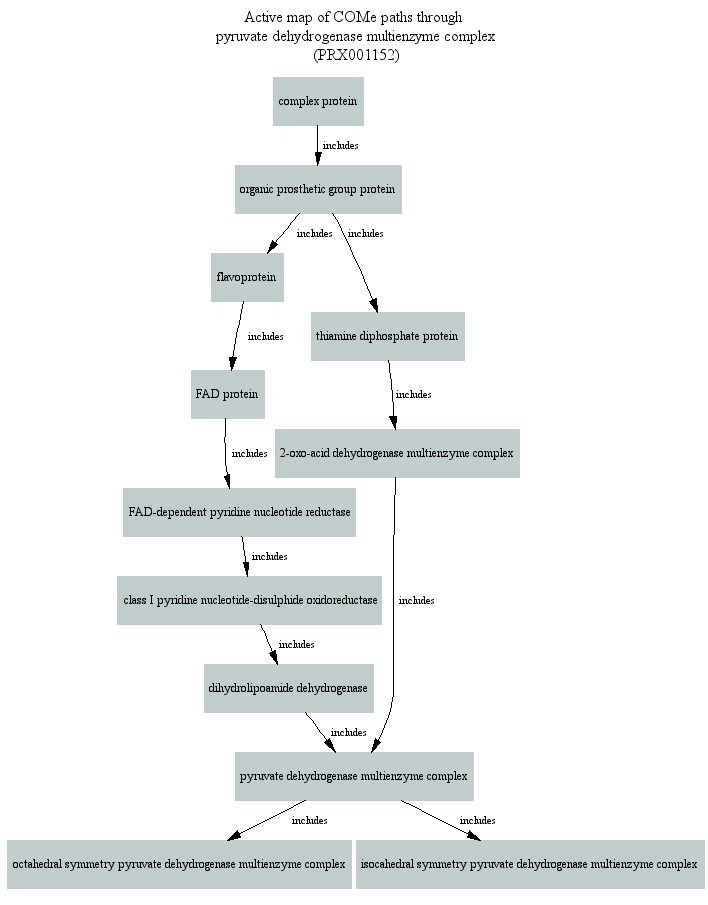 Active map of COMe paths through
pyruvate dehydrogenase multienzyme complex
(PRX001152)
complex protein
includes
organic prosthetic group protein
includes
includes
flavoprotein
includes
thiamine diphosphate protein
FAD protein
includes
includes
2-oxo-acid dehydrogenase multienzyme complex
FAD-dependent pyridine nucleotide reductase
includes
class I pyridine nucleotide-disulphide oxidoreductase
includes
includes
dihydrolipoamide dehydrogenase
includes
pyruvate dehydrogenase multienzyme complex
includes
includes
octahedral symmetry pyruvate dehydrogenase multienzyme complex
isocahedral symmetry pyruvate dehydrogenase multienzyme complex